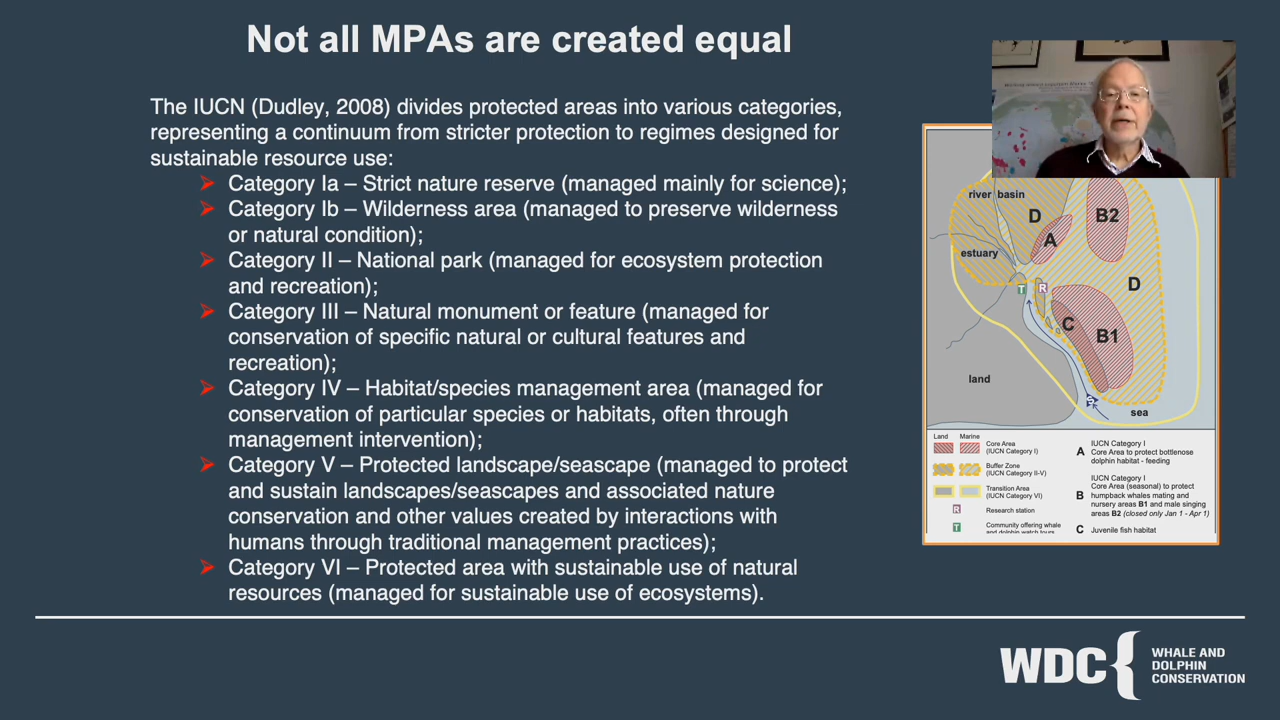 Not all MPAs are created equal
The IUCN (Dudley, 2008) divides protected areas into various categories,
representing a continuum from stricter protection to regimes designed for
sustainable resource use:
Category Ia – Strict nature reserve (managed mainly for science);
Category Ib – Wilderness area (managed to preserve wilderness
or natural condition);
Category II – National park (managed for ecosystem protection
and recreation);
Category III – Natural monument or feature (managed for
conservation of specific natural or cultural features and
recreation);
Category IV – Habitat/species management area (managed for
conservation of particular species or habitats, often through
management intervention);
Category V – Protected landscape/seascape (managed to protect
and sustain landscapes/seascapes and associated nature
conservation and other values created by interactions with
humans through traditional management practices);
Category VI – Protected area with sustainable use of natural
resources (managed for sustainable use of ecosystems).
river basin
D
A
B2
estuary
T
R
D
C
B1
land
sea
Land Marine
Core Area
(IUCN Category I)
Buffer Zone
(IUCN Category II-V)
Transition Area
(IUCN Category VI)
R Research station
T Community offering whale
and dolphin watch tours
A IUCN Category I
Core Area to protect bottlenose
dolphin habitat - feeding
B IUCN Category I
Core Area (seasonal) to protect
humpback whales mating and
nursery areas B1 and male singing
areas B2 (closed only Jan 1 - Apr 1)
C Juvenile fish habitat
WDC
WHALE AND
DOLPHIN
CONSERVATION